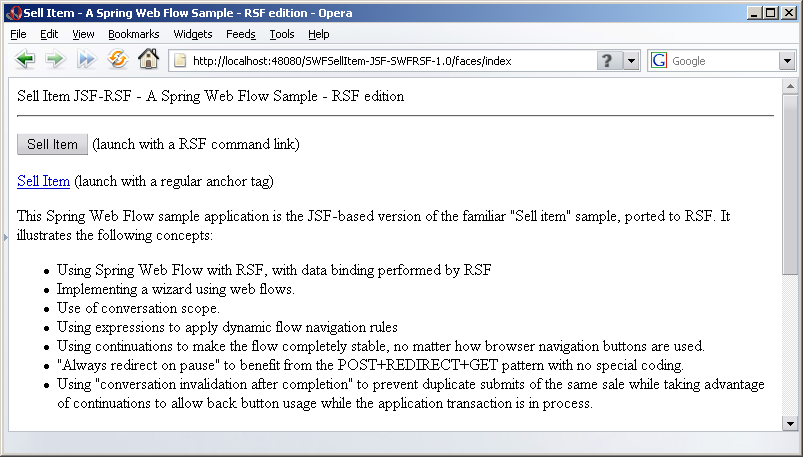 Sell Item - A Spring Web Flow Sample - RSF edition - Opera
File Edit View Bookmarks Widgets Feeds Tools Help
http://localhost:48080/SWFSellItem-JSF-SWFRSF-1.0/faces/index ? G Google
Sell Item JSF-RSF - A Spring Web Flow Sample - RSF edition
Sell Item (launch with a RSF command link)
Sell Item (launch with a regular anchor tag)
This Spring Web Flow sample application is the JSF-based version of the familiar "Sell item" sample, ported to RSF. It
illustrates the following concepts:
• Using Spring Web Flow with RSF, with data binding performed by RSF
• Implementing a wizard using web flows.
• Use of conversation scope.
• Using expressions to apply dynamic flow navigation rules
• Using continuations to make the flow completely stable, no matter how browser navigation buttons are used.
• "Always redirect on pause" to benefit from the POST+REDIRECT+GET pattern with no special coding.
• Using "conversation invalidation after completion" to prevent duplicate submits of the same sale while taking advantage
of continuations to allow back button usage while the application transaction is in process.